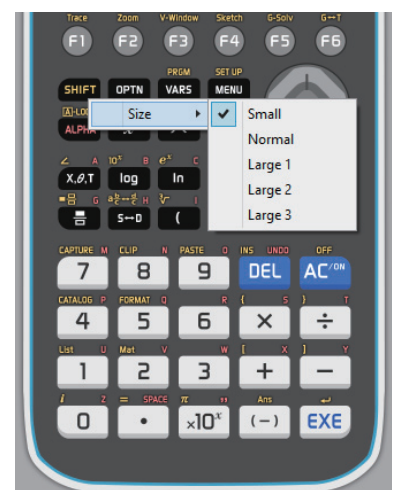 Trace Zoom V-Window Sketch G-Solv G↔T
F1 F2 F3 F4 F5 F6
PRGM SET UP
SHIFT OPTN VARS MENU
Size ✔ Small
ALPHA
Normal
Large 1
Large 2
Large 3
∠ A 10ˣ B eˣ C
X,θ,T log ln
G H I
S↔D (
CAPTURE M CLIP N PASTE O INS UNDO OFF
7 8 9 DEL AC/ON
CATALOG P FORMAT Q R { S } T
4 5 6 × ÷
List U Mat V W [ X ] Y
1 2 3 + −
i Z = SPACE π " Ans ↵
0 • ×10ˣ (−) EXE